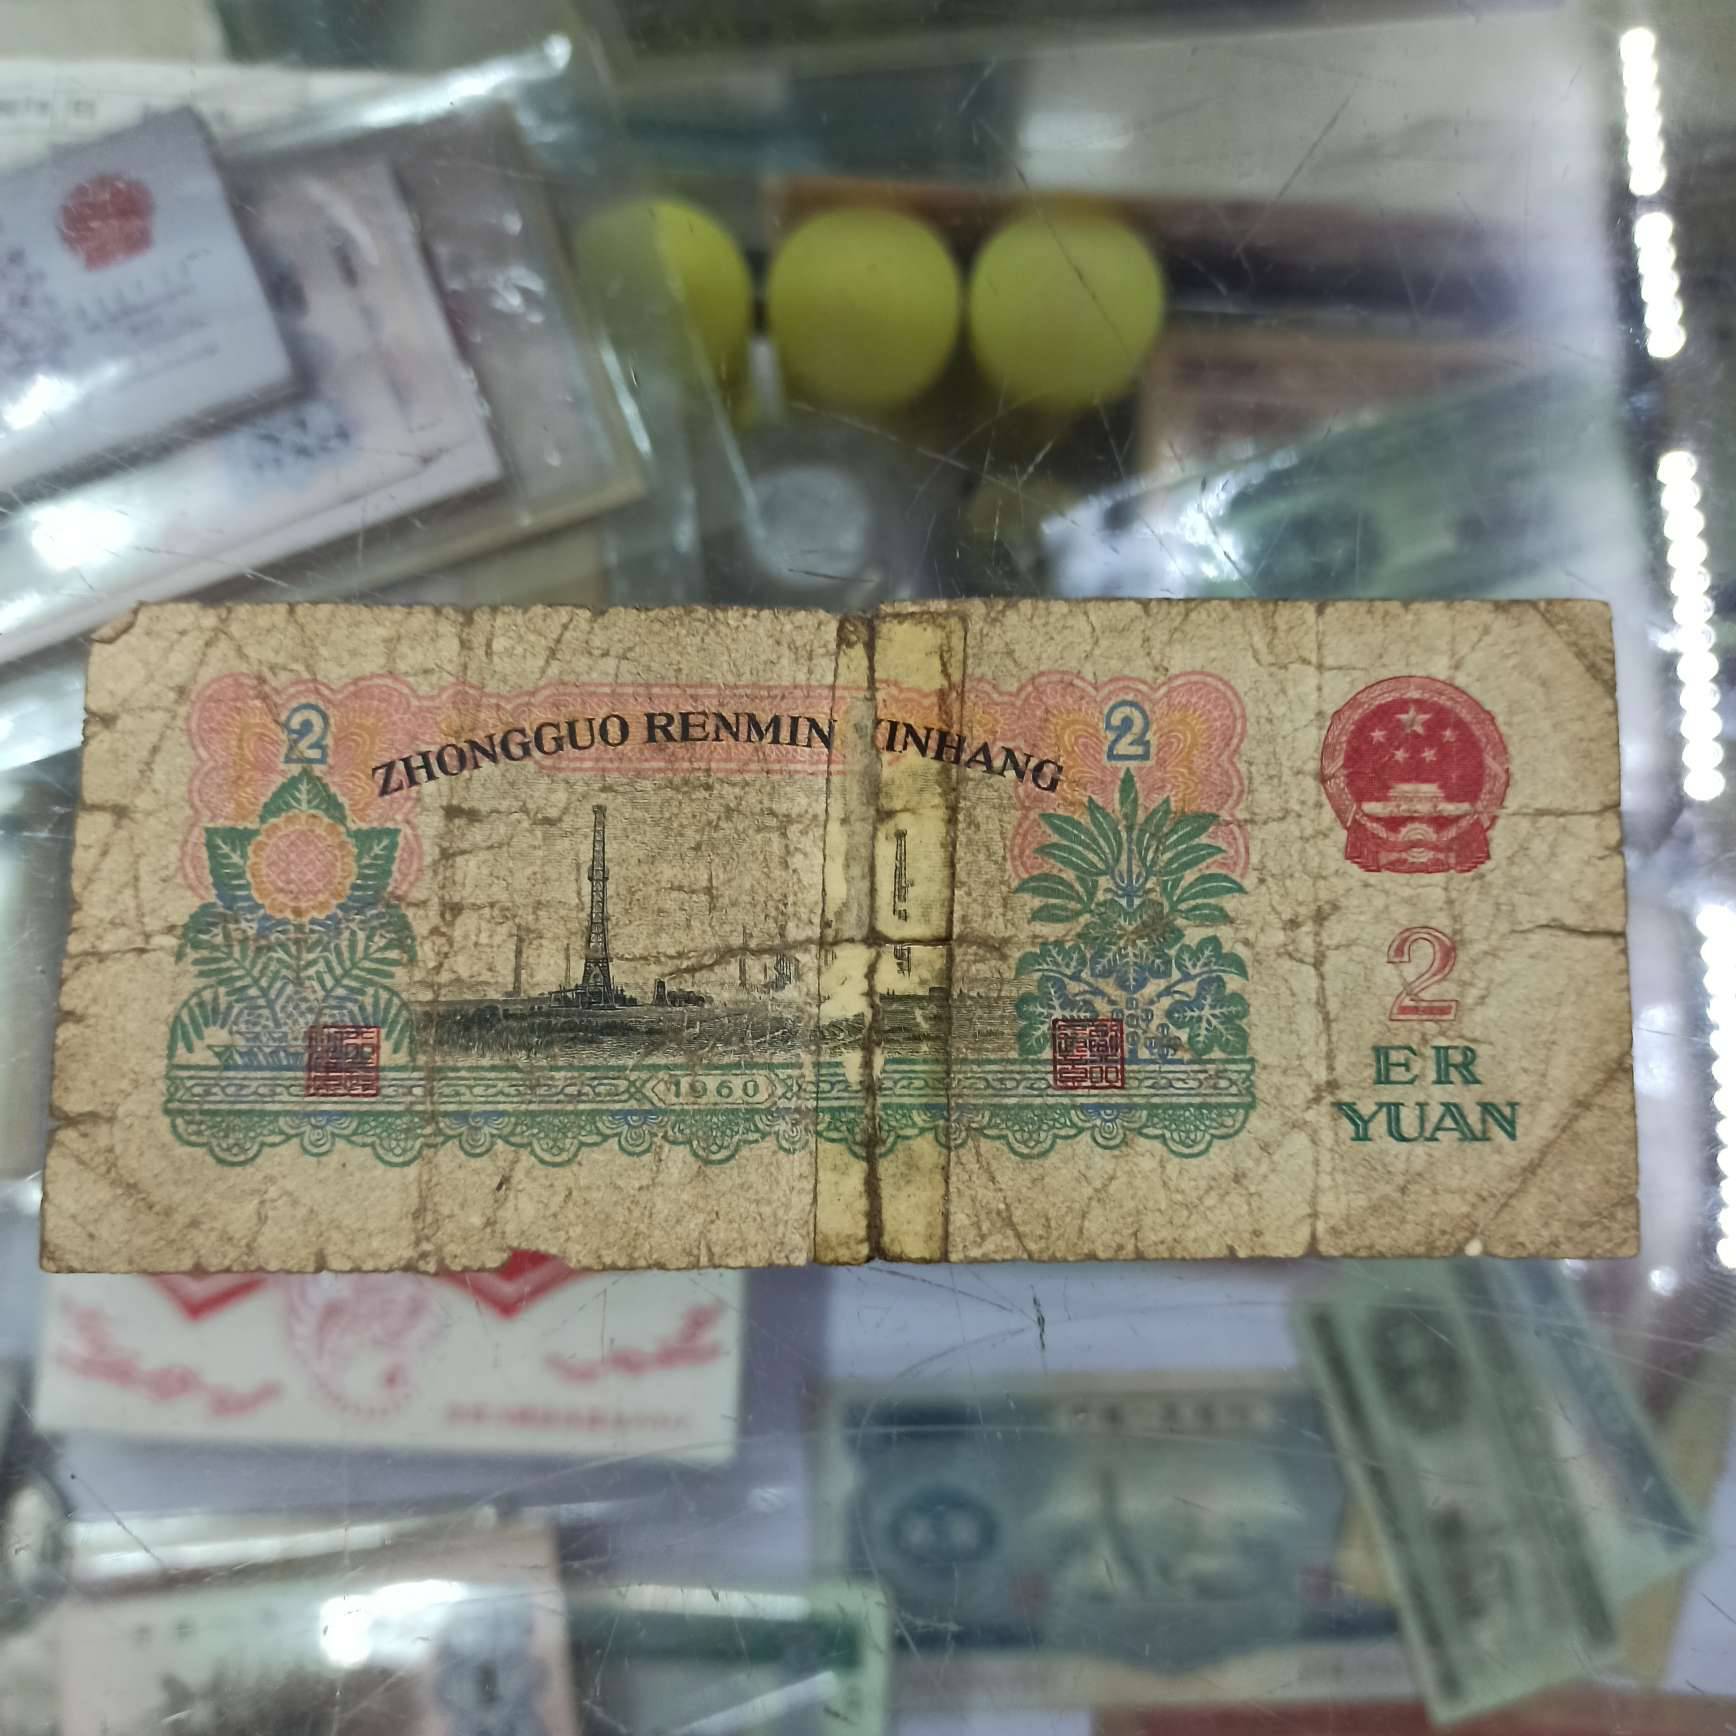 ZHONGGUO RENMIN YINHANG
2
2
2
ER
YUAN
1960